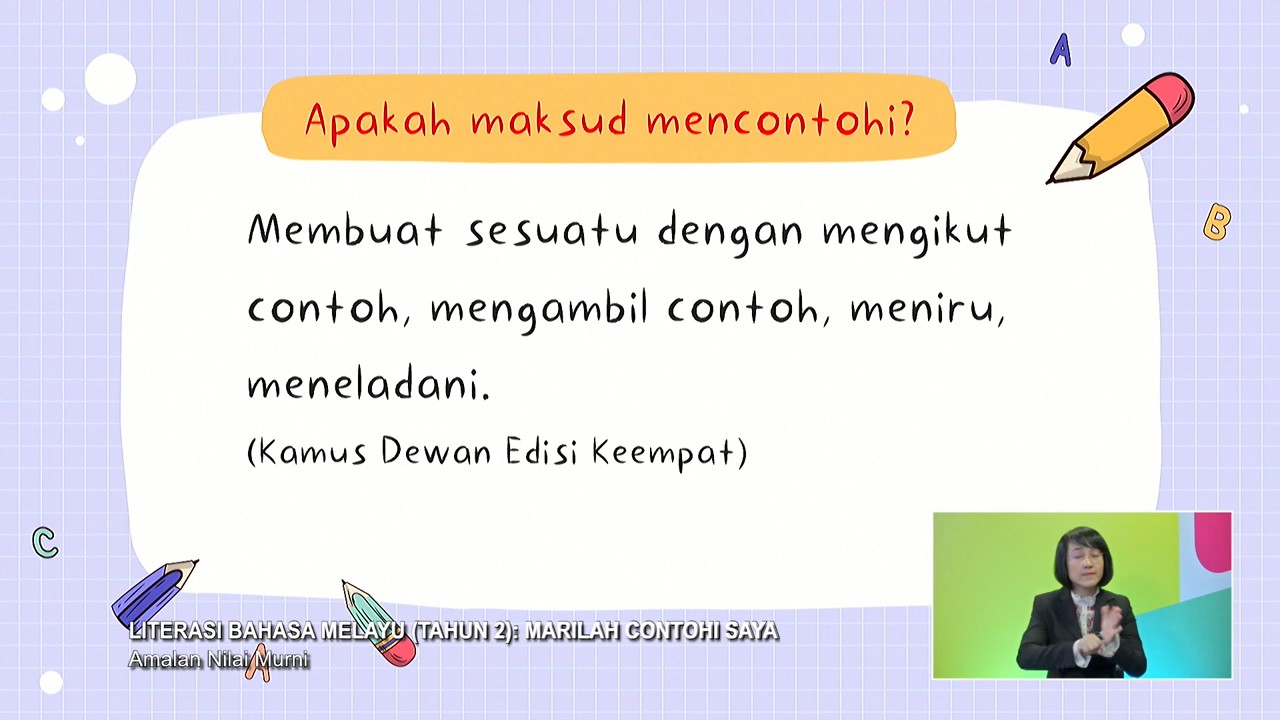 A
Apakah maksud mencontohi?
B
Membuat sesuatu dengan mengikut
contoh, mengambil contoh, meniru,
meneladani.
(Kamus Dewan Edisi Keempat)
C
LITERASI BAHASA MELAYU (TAHUN 2): MARILAH CONTOHI SAYA
Amalan Nilai Murni
A